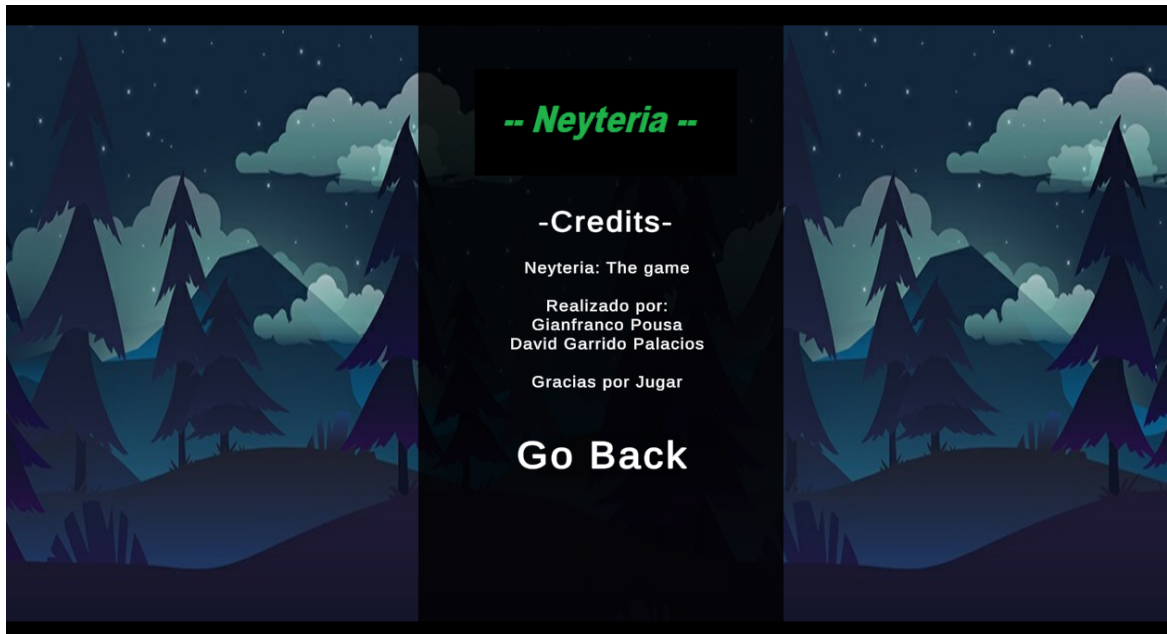 -- Neyteria --
-Credits-
Neyteria: The game
Realizado por:
Gianfranco Pousa
David Garrido Palacios
Gracias por Jugar
Go Back